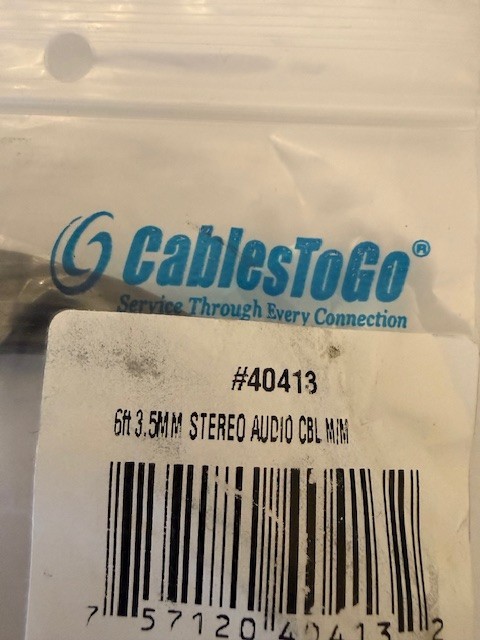 CablesToGo®
Service Through Every Connection
#40413
6ft 3.5MM STEREO AUDIO CBL M/M
7 57120 40413 2